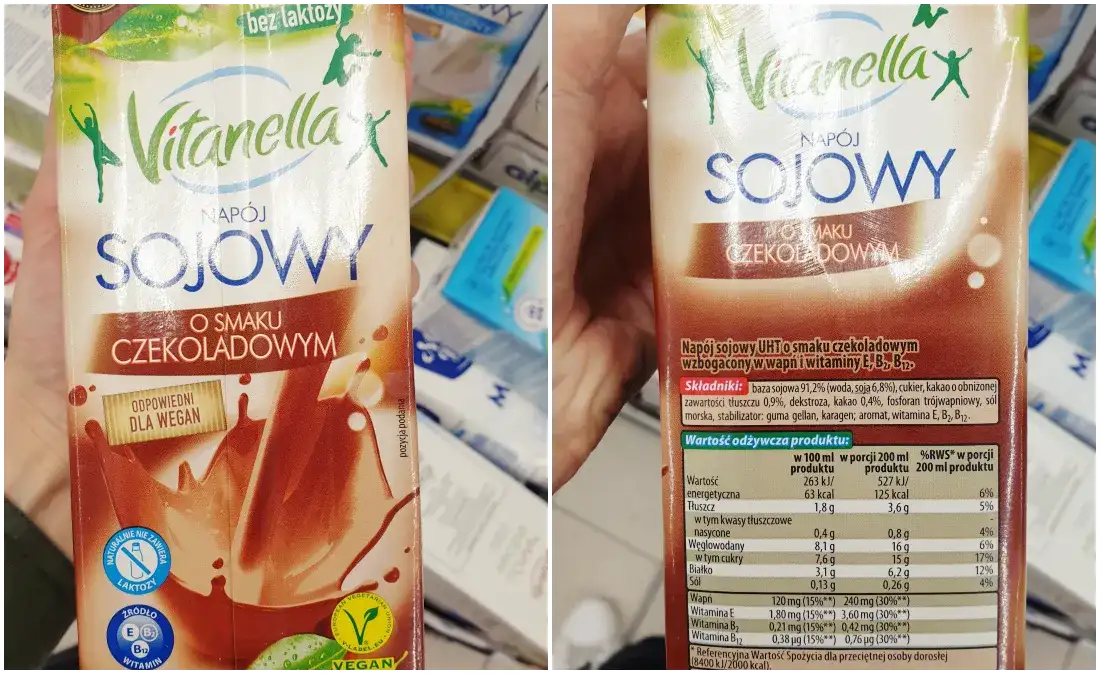 bez laktozy
Vitanella
NAPÓJ
SOJOWY
O SMAKU
CZEKOLADOWYM
ODPOWIEDNI
DLA WEGAN
pozycja podania
NATURALNIE NIE ZAWIERA
LAKTOZY
ŹRÓDŁO
E B2
B12
WITAMIN
EUROPEAN VEGETARIAN UNION
V-LABEL.EU
VEGAN
Vitanella
NAPÓJ
SOJOWY
O SMAKU
CZEKOLADOWYM
Napój sojowy UHT o smaku czekoladowym
wzbogacony w wapń i witaminy E, B2, B12.
Składniki: baza sojowa 91,2% (woda, soja 6,8%), cukier, kakao o obniżonej
zawartości tłuszczu 0,9%, dekstroza, kakao 0,4%, fosforan trójwapniowy, sól
morska, stabilizator: guma gellan, karagen; aromat, witamina E, B2, B12.
Wartość odżywcza produktu:
w 100 ml w porcji 200 ml %RWS* w porcji
produktu produktu 200 ml produktu
Wartość 263 kJ/ 527 kJ/
energetyczna 63 kcal 125 kcal 6%
Tłuszcz 1,8 g 3,6 g 5%
w tym kwasy tłuszczowe -
nasycone 0,4 g 0,8 g 4%
Węglowodany 8,1 g 16 g 6%
w tym cukry 7,6 g 15 g 17%
Białko 3,1 g 6,2 g 12%
Sól 0,13 g 0,26 g 4%
Wapń 120 mg (15%**) 240 mg (30%**)
Witamina E 1,80 mg (15%**) 3,60 mg (30%**)
Witamina B2 0,21 mg (15%**) 0,42 mg (30%**)
Witamina B12 0,38 µg (15%**) 0,76 µg (30%**)
* Referencyjna Wartość Spożycia dla przeciętnej osoby dorosłej
(8400 kJ/2000 kcal).